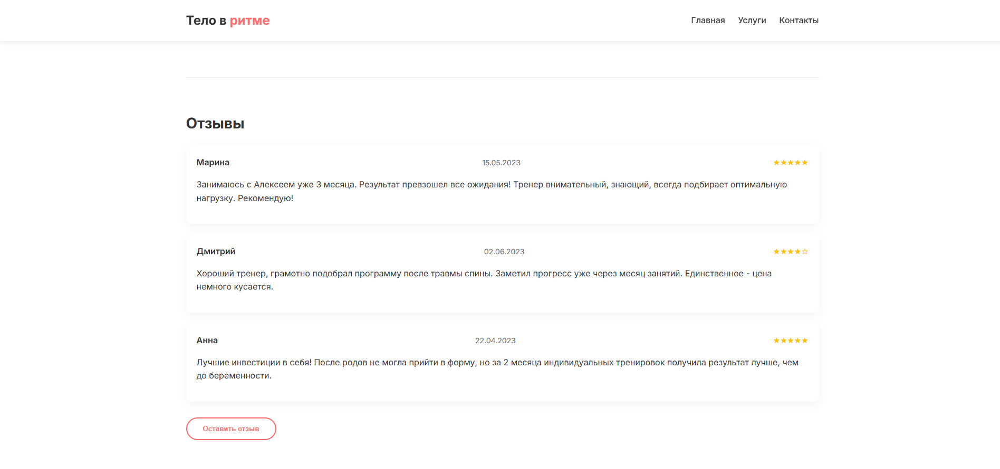 Тело в ритме
Главная Услуги Контакты
Отзывы
Марина 15.05.2023 ★★★★★
Занимаюсь с Алексеем уже 3 месяца. Результат превзошел все ожидания! Тренер внимательный, знающий, всегда подбирает оптимальную
нагрузку. Рекомендую!
Дмитрий 02.06.2023 ★★★★☆
Хороший тренер, грамотно подобрал программу после травмы спины. Заметил прогресс уже через месяц занятий. Единственное - цена
немного кусается.
Анна 22.04.2023 ★★★★★
Лучшие инвестиции в себя! После родов не могла прийти в форму, но за 2 месяца индивидуальных тренировок получила результат лучше, чем
до беременности.
Оставить отзыв